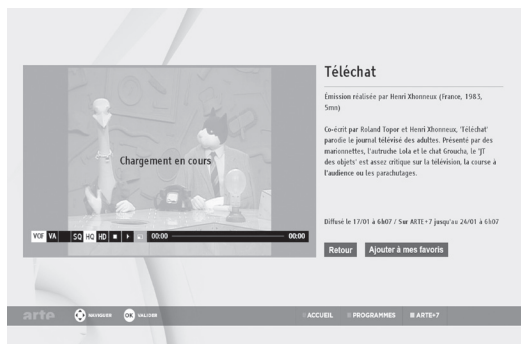 Téléchat
Émission réalisée par Henri Xhonneux (France, 1983,
5mn)
Co-écrit par Roland Topor et Henri Xhonneux, 'Téléchat'
parodie le journal télévisé des adultes. Présenté par des
marionnettes, l'autruche Lola et le chat Groucha, le 'JT
des objets' est assez critique sur la télévision, la course à
l'audience ou les parachutages.
Chargement en cours
Diffusé le 17/01 à 6h07 / Sur ARTE+7 jusqu'au 24/01 à 6h07
VOF VA SQ HQ HD 00:00 00:00
Retour Ajouter à mes favoris
arte NAVIGUER OK VALIDER ACCUEIL PROGRAMMES ARTE+7